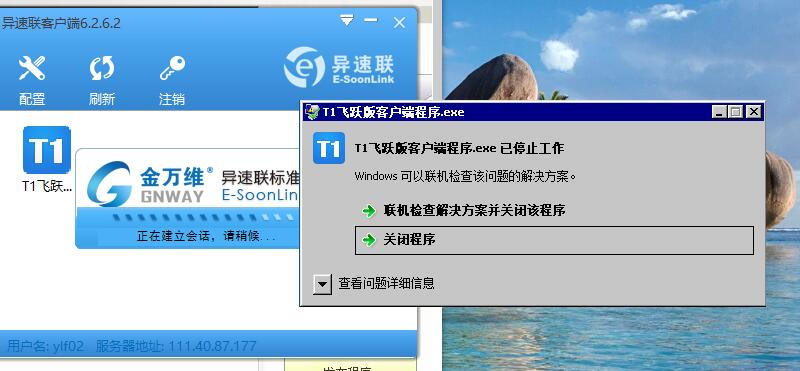 异速联客户端6.2.6.2
异速联
E-SoonLink
配置
刷新
注销
T1
T1飞跃...
金万维
GNWAY
异速联标准
E-SoonLin
正在建立会话，请稍候...
用户名: ylf02 服务器地址: 111.40.87.177
T1飞跃版客户端程序.exe
T1
T1飞跃版客户端程序.exe 已停止工作
Windows 可以联机检查该问题的解决方案。
联机检查解决方案并关闭该程序
关闭程序
查看问题详细信息
发布程序